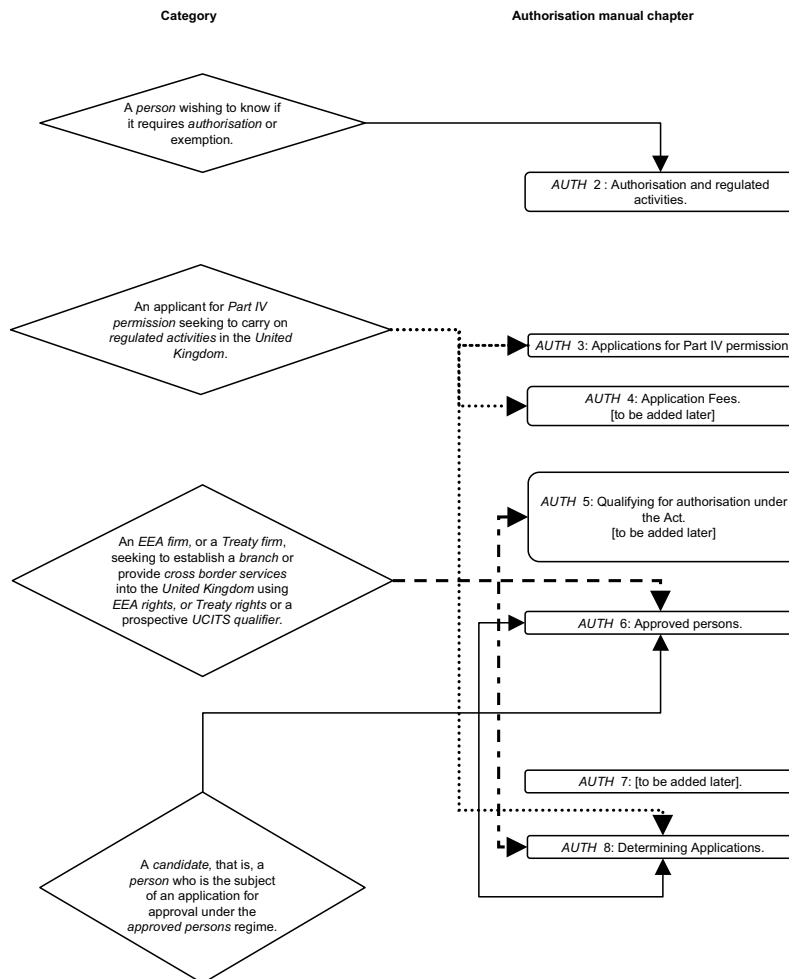 Category
Authorisation manual chapter
A person wishing to know if
it requires authorisation or
exemption.
AUTH 2 : Authorisation and regulated
activities.
An applicant for Part IV
permission seeking to carry on
regulated activities in the United
Kingdom.
AUTH 3: Applications for Part IV permission
AUTH 4: Application Fees.
[to be added later]
AUTH 5: Qualifying for authorisation under
the Act.
[to be added later]
An EEA firm, or a Treaty firm,
seeking to establish a branch or
provide cross border services
into the United Kingdom using
EEA rights, or Treaty rights or a
prospective UCITS qualifier.
AUTH 6: Approved persons.
AUTH 7: [to be added later].
AUTH 8: Determining Applications.
A candidate, that is, a
person who is the subject
of an application for
approval under the
approved persons regime.